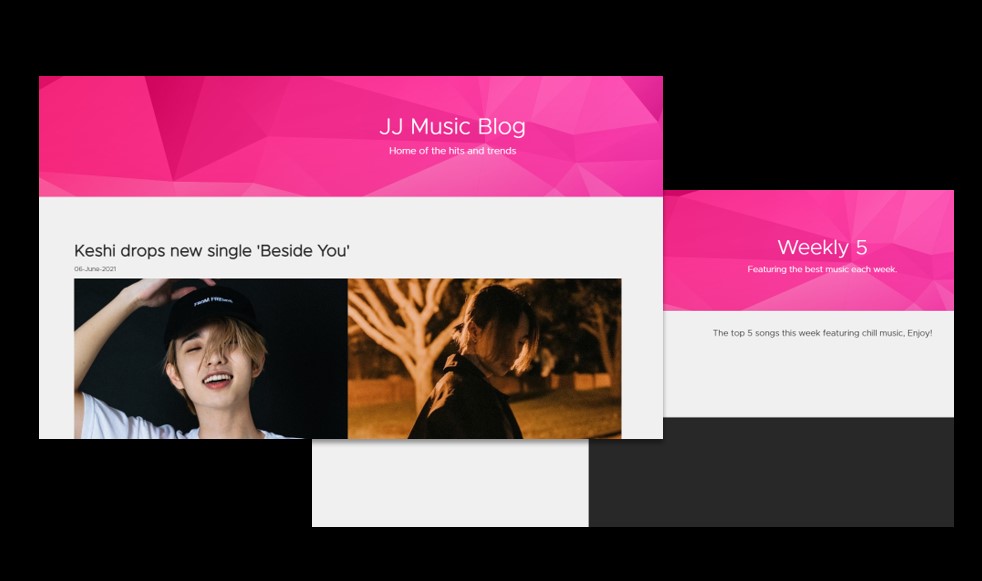 JJ Music Blog
Home of the hits and trends
Keshi drops new single 'Beside You'
06-June-2021
Weekly 5
Featuring the best music each week.
The top 5 songs this week featuring chill music, Enjoy!